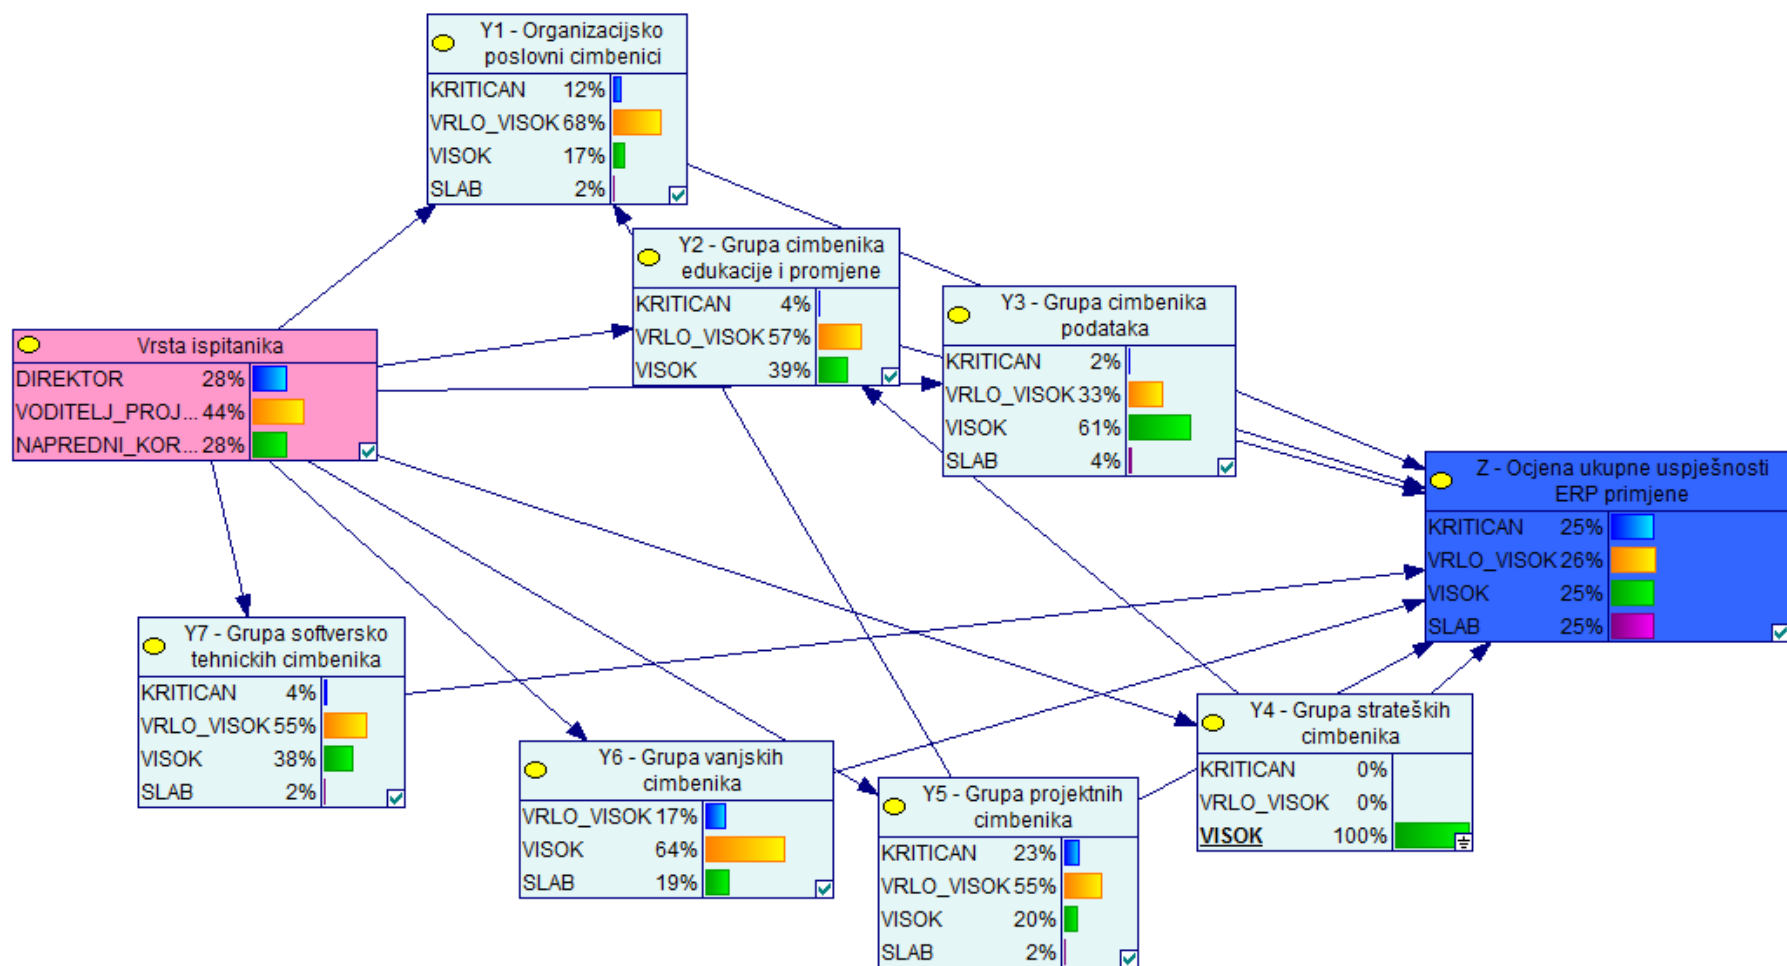 Y1 - Organizacijsko
poslovni cimbenici
KRITICAN 12%
VRLO_VISOK 68%
VISOK 17%
SLAB 2%
Y2 - Grupa cimbenika
edukacije i promjene
KRITICAN 4%
VRLO_VISOK 57%
VISOK 39%
Y3 - Grupa cimbenika
podataka
KRITICAN 2%
VRLO_VISOK 33%
VISOK 61%
SLAB 4%
Vrsta ispitanika
DIREKTOR 28%
VODITELJ_PROJ... 44%
NAPREDNI_KOR... 28%
Z - Ocjena ukupne uspješnosti
ERP primjene
KRITICAN 25%
VRLO_VISOK 26%
VISOK 25%
SLAB 25%
Y7 - Grupa softversko
tehnickih cimbenika
KRITICAN 4%
VRLO_VISOK 55%
VISOK 38%
SLAB 2%
Y6 - Grupa vanjskih
cimbenika
VRLO_VISOK 17%
VISOK 64%
SLAB 19%
Y5 - Grupa projektnih
cimbenika
KRITICAN 23%
VRLO_VISOK 55%
VISOK 20%
SLAB 2%
Y4 - Grupa strateških
cimbenika
KRITICAN 0%
VRLO_VISOK 0%
VISOK 100%